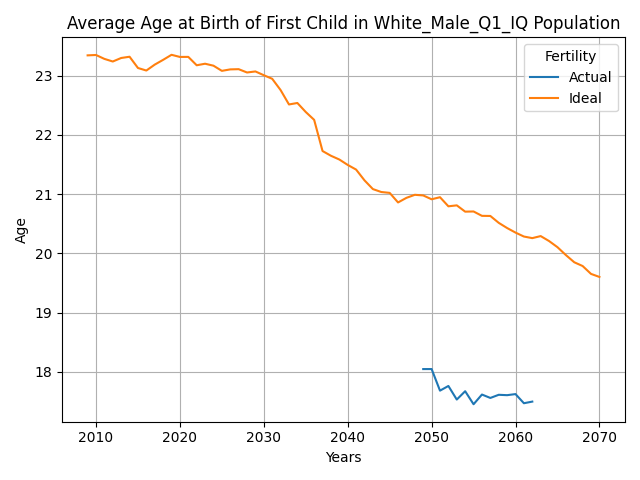 Average Age at Birth of First Child in White_Male_Q1_IQ Population
Fertility
Actual
Ideal
Age
23
22
21
20
19
18
2010 2020 2030 2040 2050 2060 2070
Years